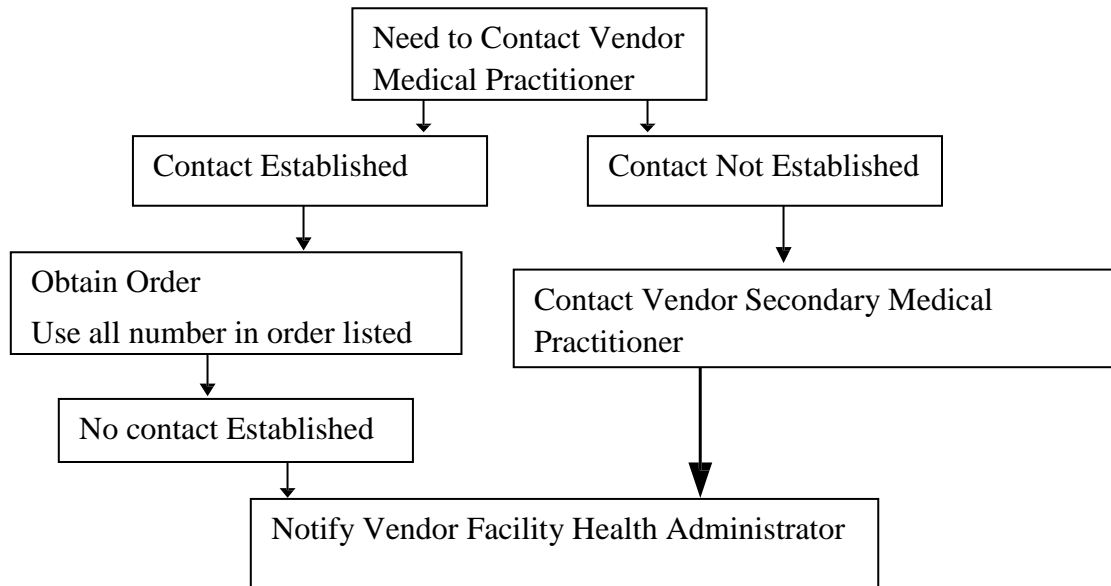 Need to Contact Vendor
Medical Practitioner
Contact Established
Contact Not Established
Obtain Order
Use all number in order listed
Contact Vendor Secondary Medical
Practitioner
No contact Established
Notify Vendor Facility Health Administrator